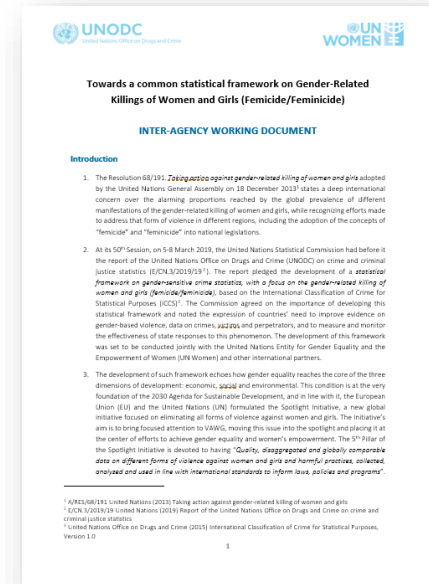 UNODC
United Nations Office on Drugs and Crime
UN
WOMEN
Towards a common statistical framework on Gender-Related
Killings of Women and Girls (Femicide/Feminicide)
INTER-AGENCY WORKING DOCUMENT
Introduction
1. The Resolution 68/191, Taking action against gender-related killing of women and girls adopted
by the United Nations General Assembly on 18 December 2013¹ states a deep international
concern over the alarming proportions reached by the global prevalence of different
manifestations of the gender-related killing of women and girls, while recognizing efforts made
to address that form of violence in different regions, including the adoption of the concepts of
"femicide" and "feminicide" into national legislations.
2. At its 50th Session, on 5-8 March 2019, the United Nations Statistical Commission had before it
the report of the United Nations Office on Drugs and Crime (UNODC) on crime and criminal
justice statistics (E/CN.3/2019/19²). The report pledged the development of a statistical
framework on gender-sensitive crime statistics, with a focus on the gender-related killing of
women and girls (femicide/feminicide), based on the International Classification of Crime for
Statistical Purposes (ICCS)³. The Commission agreed on the importance of developing this
statistical framework and noted the expression of countries' need to improve evidence on
gender-based violence, data on crimes, victims and perpetrators, and to measure and monitor
the effectiveness of state responses to this phenomenon. The development of this framework
was set to be conducted jointly with the United Nations Entity for Gender Equality and the
Empowerment of Women (UN Women) and other international partners.
3. The development of such framework echoes how gender equality reaches the core of the three
dimensions of development: economic, social and environmental. This condition is at the very
foundation of the 2030 Agenda for Sustainable Development, and in line with it, the European
Union (EU) and the United Nations (UN) formulated the Spotlight Initiative, a new global
initiative focused on eliminating all forms of violence against women and girls. The Initiative's
aim is to bring focused attention to VAWG, moving this issue into the spotlight and placing it at
the center of efforts to achieve gender equality and women's empowerment. The 5th Pillar of
the Spotlight Initiative is devoted to having "Quality, disaggregated and globally comparable
data on different forms of violence against women and girls and harmful practices, collected,
analysed and used in line with international standards to inform laws, policies and programs".
¹ A/RES/68/191 United Nations (2013) Taking action against gender-related killing of women and girls
² E/CN.3/2019/19 United Nations (2019) Report of the United Nations Office on Drugs and Crime on crime and
criminal justice statistics
³ United Nations Office on Drugs and Crime (2015) International Classification of Crime for Statistical Purposes,
Version 1.0
1